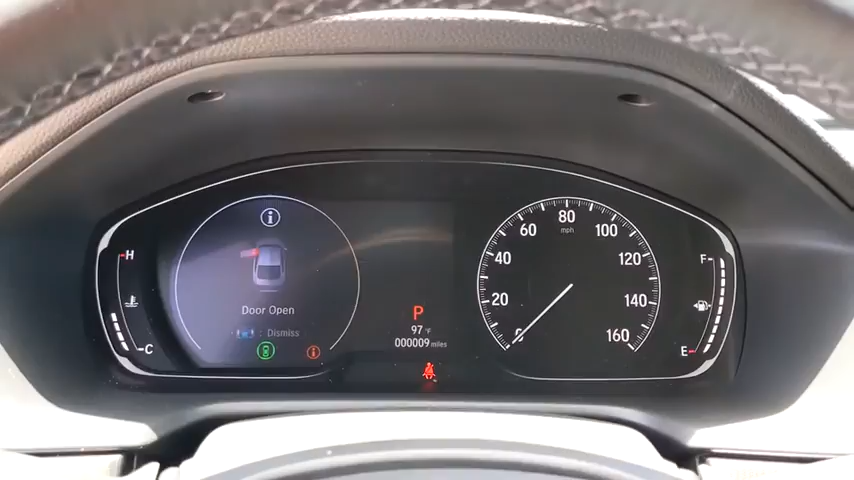 H
C
i
Door Open
: Dismiss
i
P
97 °F
000009 miles
0
20
40
60
80
100
120
140
160
mph
F
E